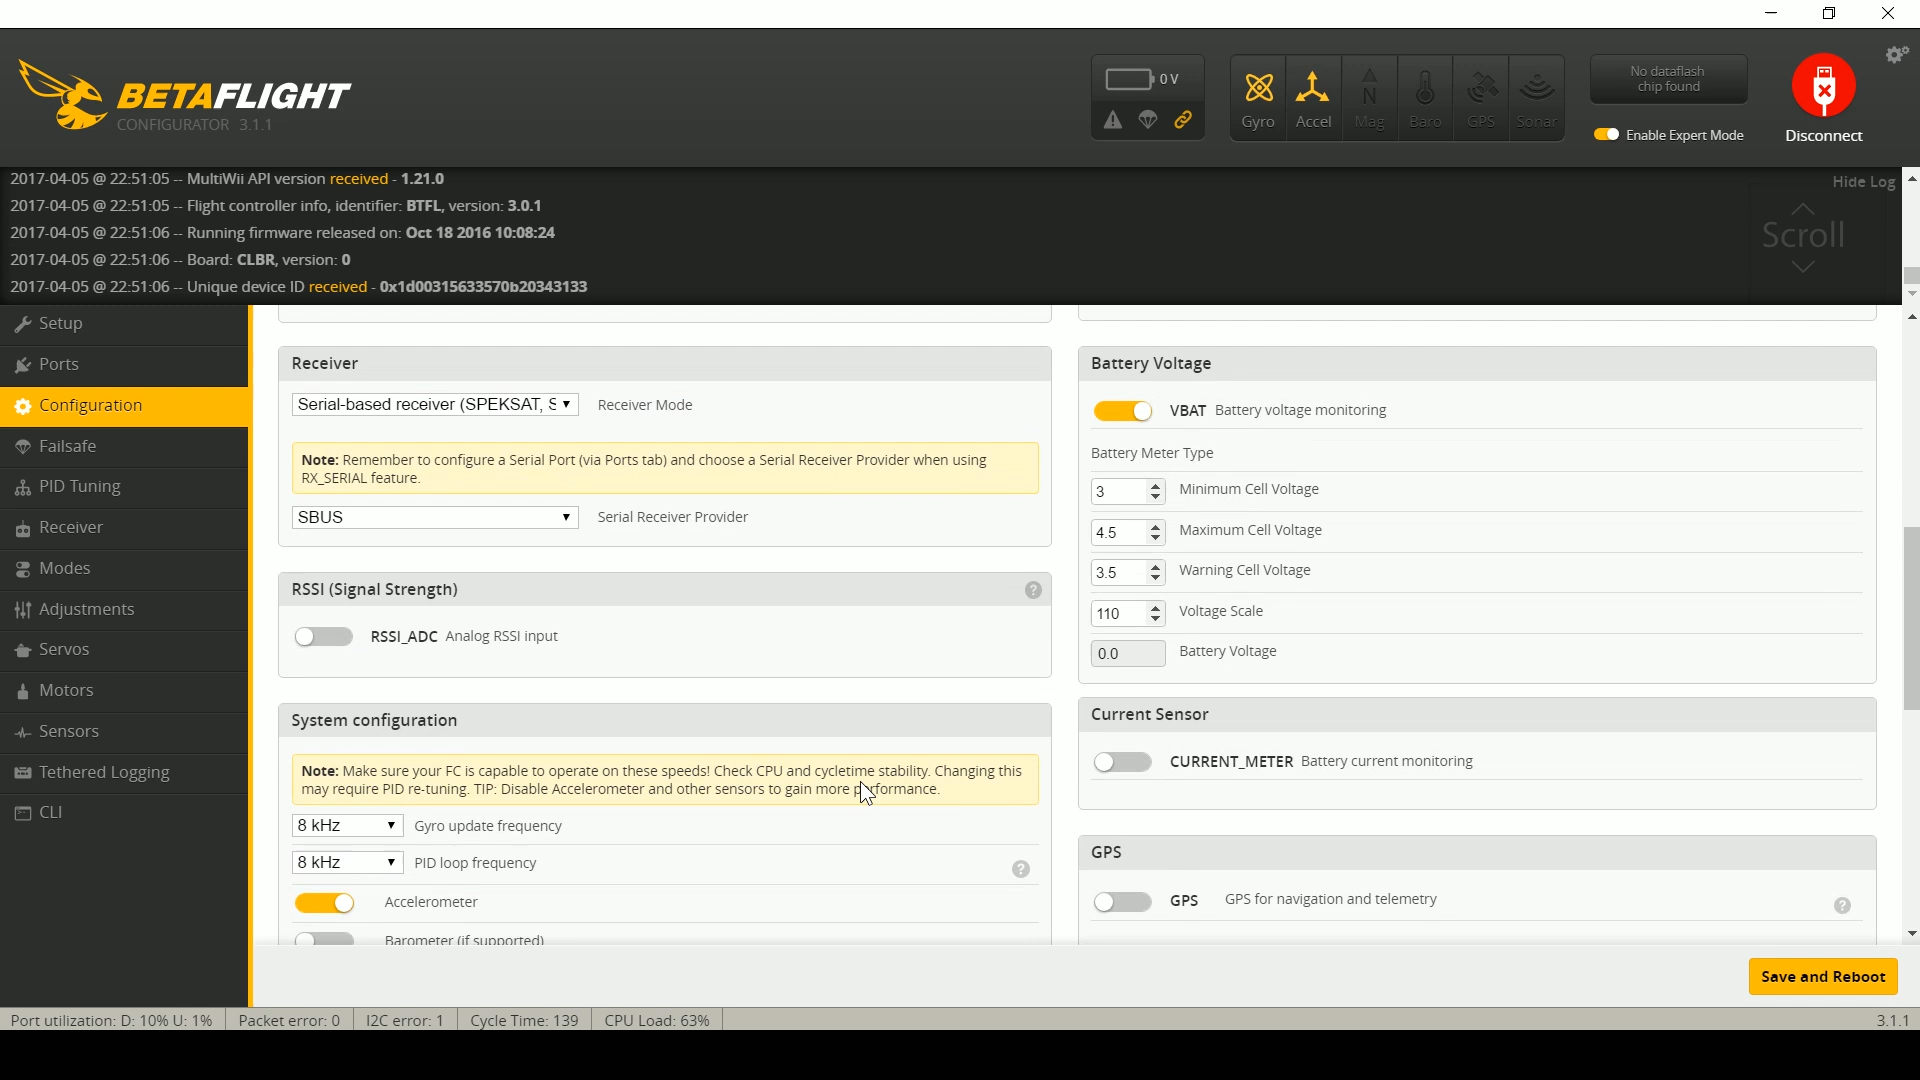 BETAFLIGHT
CONFIGURATOR 3.1.1
0 V
Gyro
Accel
Mag
Baro
GPS
Sonar
No dataflash
chip found
Enable Expert Mode
Disconnect
2017-04-05 @ 22:51:05 -- MultiWii API version received - 1.21.0
2017-04-05 @ 22:51:05 -- Flight controller info, identifier: BTFL, version: 3.0.1
2017-04-05 @ 22:51:06 -- Running firmware released on: Oct 18 2016 10:08:24
2017-04-05 @ 22:51:06 -- Board: CLBR, version: 0
2017-04-05 @ 22:51:06 -- Unique device ID received - 0x1d00315633570b20343133
Hide Log
Scroll
Setup
Ports
Configuration
Failsafe
PID Tuning
Receiver
Modes
Adjustments
Servos
Motors
Sensors
Tethered Logging
CLI
Receiver
Serial-based receiver (SPEKSAT, S
Receiver Mode
Note: Remember to configure a Serial Port (via Ports tab) and choose a Serial Receiver Provider when using
RX_SERIAL feature.
SBUS
Serial Receiver Provider
RSSI (Signal Strength)
?
RSSI_ADC Analog RSSI input
System configuration
Note: Make sure your FC is capable to operate on these speeds! Check CPU and cycletime stability. Changing this
may require PID re-tuning. TIP: Disable Accelerometer and other sensors to gain more performance.
8 kHz
Gyro update frequency
8 kHz
PID loop frequency
?
Accelerometer
Barometer (if supported)
Battery Voltage
VBAT Battery voltage monitoring
Battery Meter Type
3
Minimum Cell Voltage
4.5
Maximum Cell Voltage
3.5
Warning Cell Voltage
110
Voltage Scale
0.0
Battery Voltage
Current Sensor
CURRENT_METER Battery current monitoring
GPS
GPS GPS for navigation and telemetry
?
Save and Reboot
Port utilization: D: 10% U: 1%
Packet error: 0
I2C error: 1
Cycle Time: 139
CPU Load: 63%
3.1.1